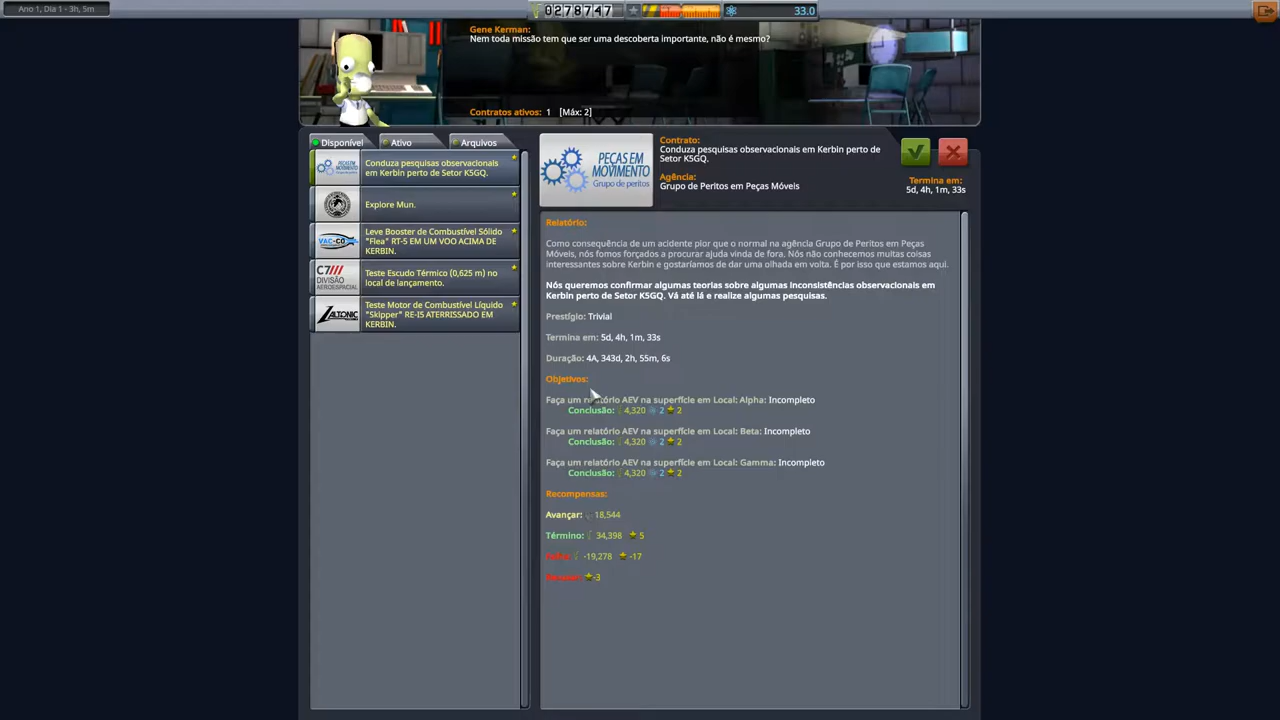 Ano 1, Dia 1 - 3h, 5m
0278747
33.0
Gene Kerman:
Nem toda missão tem que ser uma descoberta importante, não é mesmo?
Contratos ativos: 1 [Máx: 2]
Disponível
Ativo
Arquivos
Conduza pesquisas observacionais
em Kerbin perto de Setor K5GQ.
Explore Mun.
Leve Booster de Combustível Sólido
"Flea" RT-5 EM UM VOO ACIMA DE
KERBIN.
Teste Escudo Térmico (0,625 m) no
local de lançamento.
Teste Motor de Combustível Líquido
"Skipper" RE-I5 ATERRISSADO EM
KERBIN.
VAC-CO
C7///
DIVISÃO
AEROESPACIAL
PEÇAS EM
MOVIMENTO
Grupo de peritos
Contrato:
Conduza pesquisas observacionais em Kerbin perto de
Setor K5GQ.
Agência:
Grupo de Peritos em Peças Móveis
Termina em:
5d, 4h, 1m, 33s
Relatório:
Como consequência de um acidente pior que o normal na agência Grupo de Peritos em Peças
Móveis, nós fomos forçados a procurar ajuda vinda de fora. Nós não conhecemos muitas coisas
interessantes sobre Kerbin e gostaríamos de dar uma olhada em volta. É por isso que estamos aqui.
Nós queremos confirmar algumas teorias sobre algumas inconsistências observacionais em
Kerbin perto de Setor K5GQ. Vá até lá e realize algumas pesquisas.
Prestígio: Trivial
Termina em: 5d, 4h, 1m, 33s
Duração: 4A, 343d, 2h, 55m, 6s
Objetivos:
Faça um relatório AEV na superfície em Local: Alpha: Incompleto
Conclusão: 4,320 2 2
Faça um relatório AEV na superfície em Local: Beta: Incompleto
Conclusão: 4,320 2 2
Faça um relatório AEV na superfície em Local: Gamma: Incompleto
Conclusão: 4,320 2 2
Recompensas:
Avançar: 18,544
Término: 34,398 5
-19,278 -17
-3